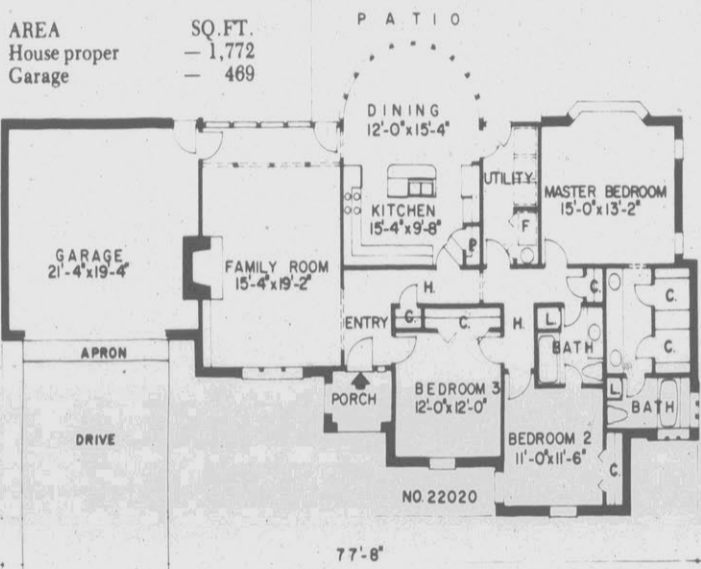 AREA SQ.FT.
House proper — 1,772
Garage — 469
PATIO
DINING
12'-0"x15'-4"
UTILITY
MASTER BEDROOM
15'-0"x13'-2"
KITCHEN
15'-4"x9'-8"
P.
F
GARAGE
21'-4"x19'-4"
FAMILY ROOM
15'-4"x19'-2"
H.
C.
C.
ENTRY
C.
C.
H.
L.
BATH
C.
APRON
PORCH
BEDROOM 3
12'-0"x12'-0"
L.
BATH
DRIVE
BEDROOM 2
11'-0"x11'-6"
C.
NO. 22020
77'-8"